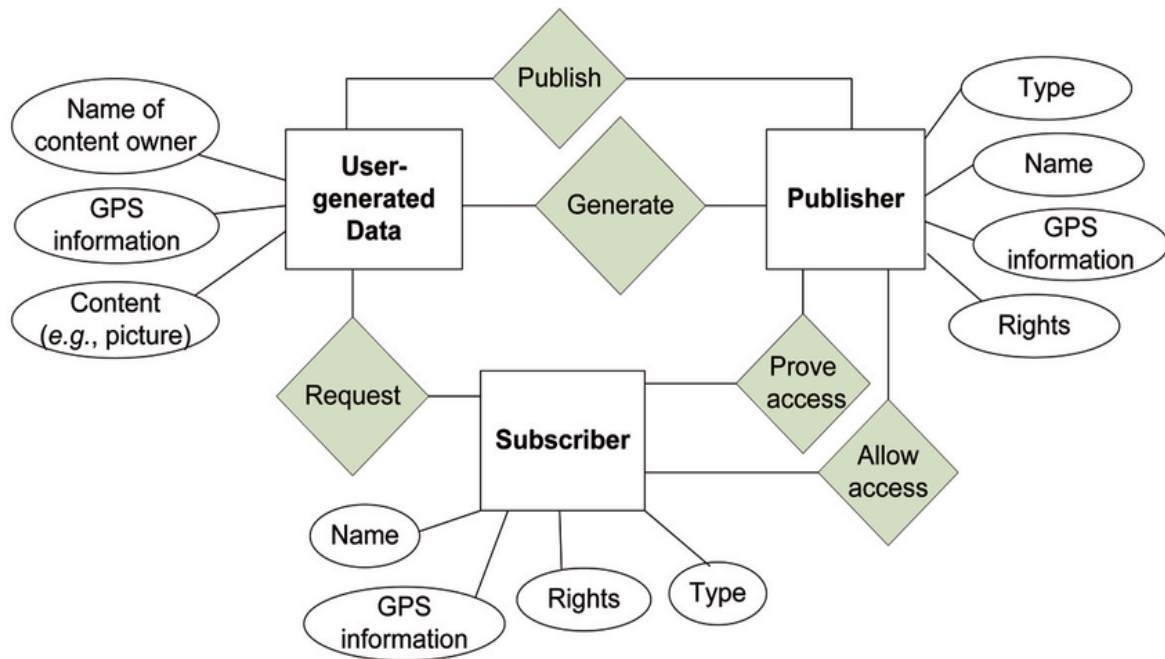 Publish
Type
Name of
content owner
User-
generated
Data
Generate
Publisher
Name
GPS
information
GPS
information
Content
(e.g., picture)
Rights
Request
Prove
access
Subscriber
Allow
access
Name
GPS
information
Rights
Type